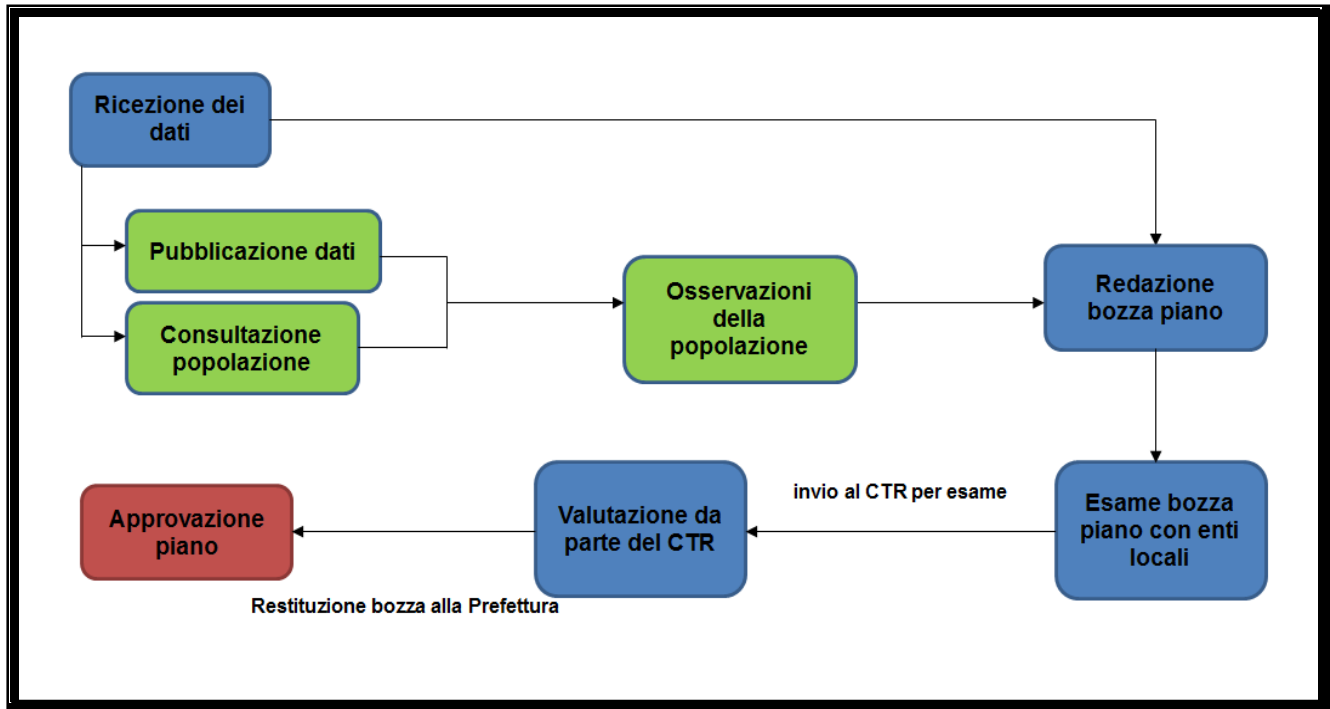 Ricezione dei
dati
Pubblicazione dati
Consultazione
popolazione
Osservazioni
della
popolazione
Redazione
bozza piano
Esame bozza
piano con enti
locali
invio al CTR per esame
Valutazione da
parte del CTR
Restituzione bozza alla Prefettura
Approvazione
piano